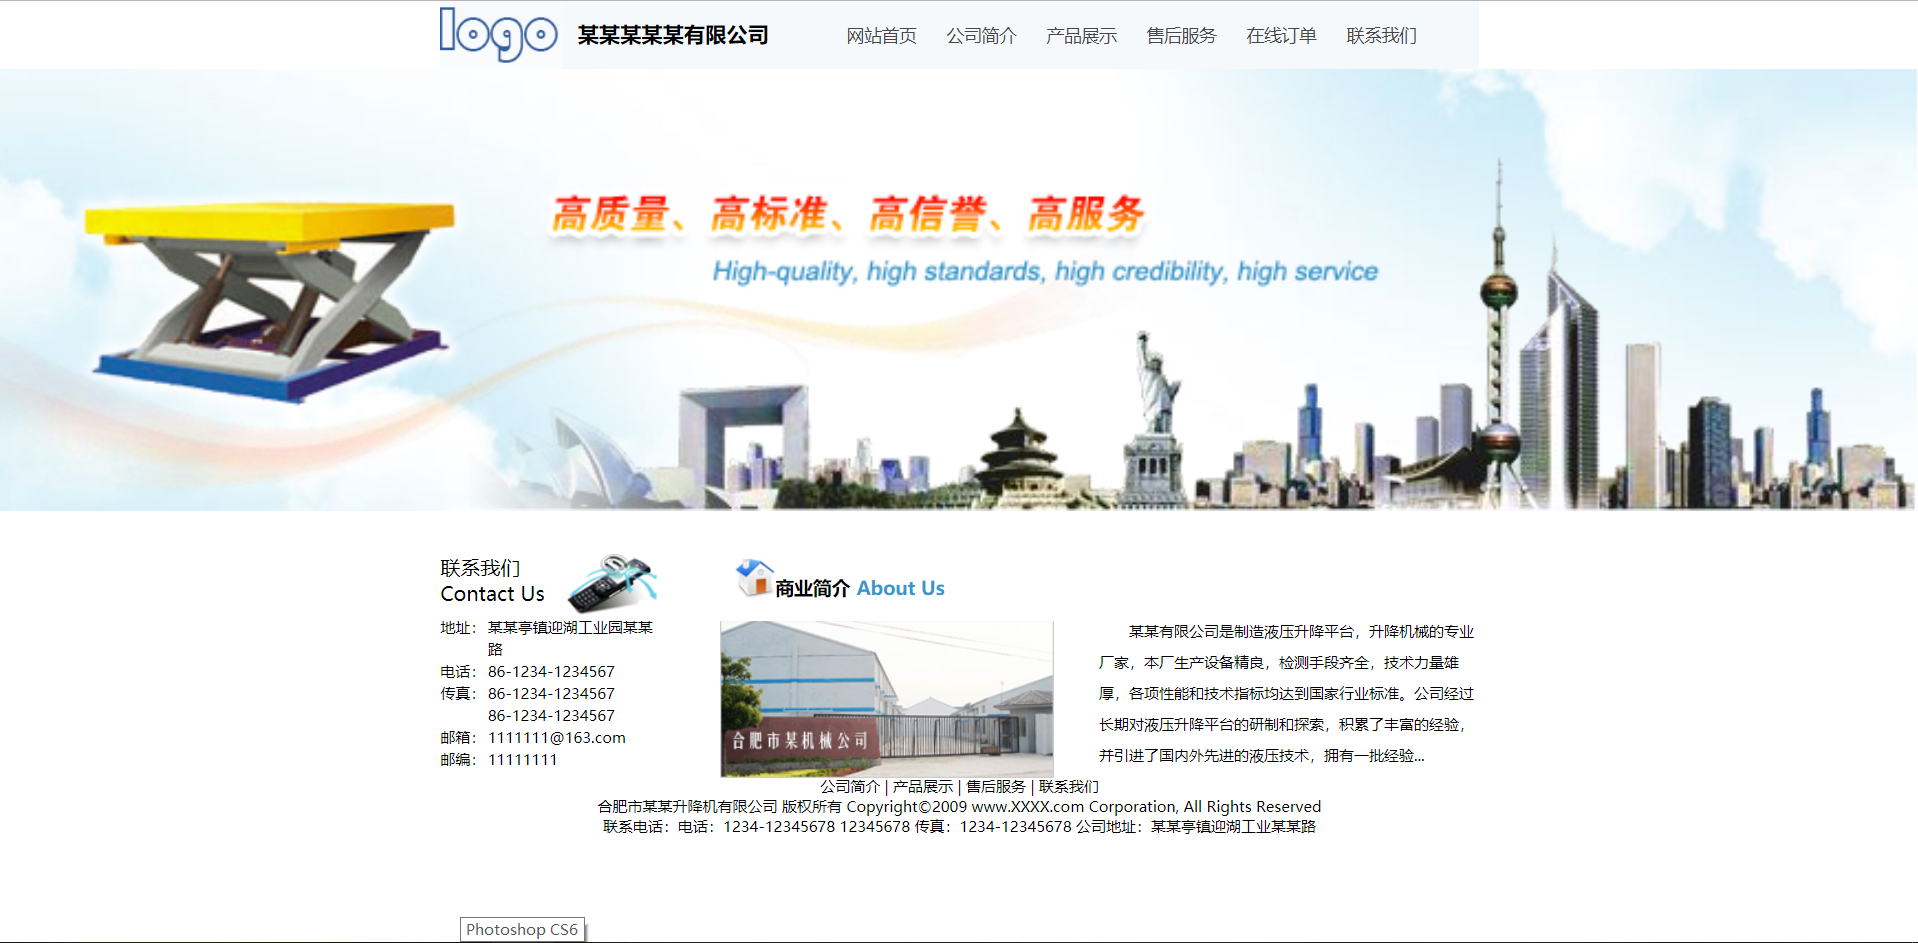 logo
某某某某某有限公司
网站首页 公司简介 产品展示 售后服务 在线订单 联系我们
高质量、高标准、高信誉、高服务
High-quality, high standards, high credibility, high service
联系我们
Contact Us
地址： 某某亭镇迎湖工业园某某
路
电话： 86-1234-1234567
传真： 86-1234-1234567
86-1234-1234567
邮箱： 1111111@163.com
邮编： 11111111
商业简介 About Us
合肥市某机械公司
某某有限公司是制造液压升降平台，升降机械的专业
厂家，本厂生产设备精良，检测手段齐全，技术力量雄
厚，各项性能和技术指标均达到国家行业标准。公司经过
长期对液压升降平台的研制和探索，积累了丰富的经验，
并引进了国内外先进的液压技术，拥有一批经验...
公司简介 | 产品展示 | 售后服务 | 联系我们
合肥市某某升降机有限公司 版权所有 Copyright©2009 www.XXXX.com Corporation, All Rights Reserved
联系电话：电话：1234-12345678 12345678 传真：1234-12345678 公司地址：某某亭镇迎湖工业某某路
Photoshop CS6